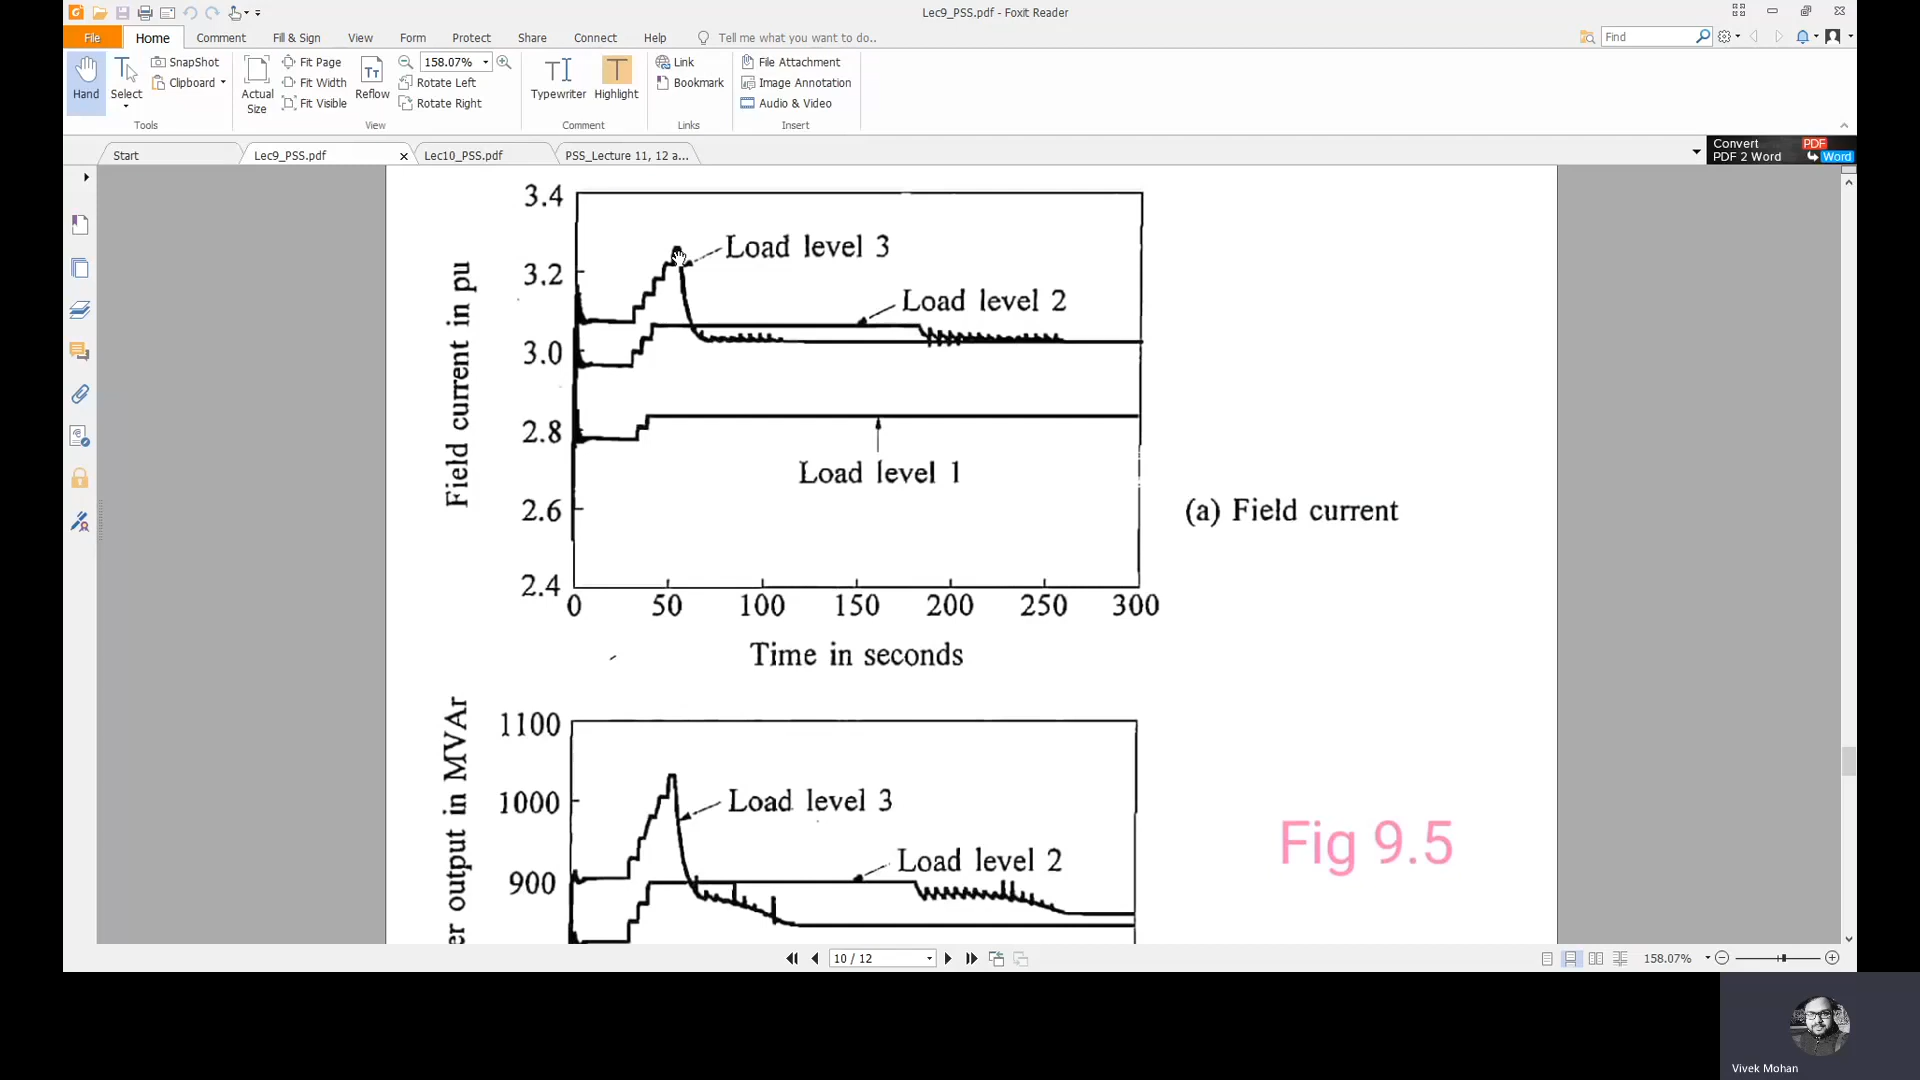 Lec9_PSS.pdf - Foxit Reader
File Home Comment Fill & Sign View Form Protect Share Connect Help Tell me what you want to do.. Find
Hand
Select
SnapShot
Clipboard
Tools
Actual Size
Fit Page
Fit Width
Fit Visible
Reflow
158.07%
Rotate Left
Rotate Right
View
Typewriter
Highlight
Comment
Link
Bookmark
Links
File Attachment
Image Annotation
Audio & Video
Insert
Start Lec9_PSS.pdf Lec10_PSS.pdf PSS_Lecture 11, 12 a...
Convert PDF
PDF 2 Word Word
Field current in pu
3.4
3.2
3.0
2.8
2.6
2.4
Load level 3
Load level 2
Load level 1
(a) Field current
0 50 100 150 200 250 300
Time in seconds
er output in MVAr
1100
1000
900
Load level 3
Load level 2
Fig 9.5
10 / 12
158.07%
Vivek Mohan